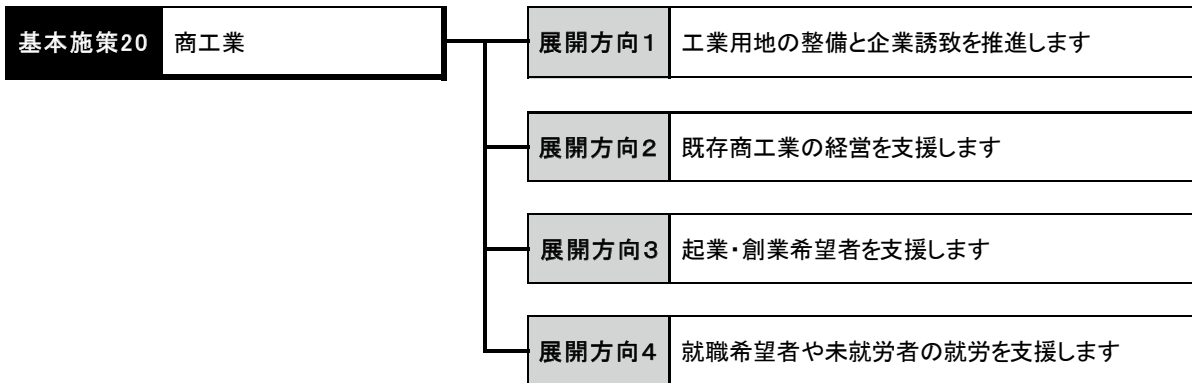 基本施策20 商工業
展開方向1 工業用地の整備と企業誘致を推進します
展開方向2 既存商工業の経営を支援します
展開方向3 起業・創業希望者を支援します
展開方向4 就職希望者や未就労者の就労を支援します